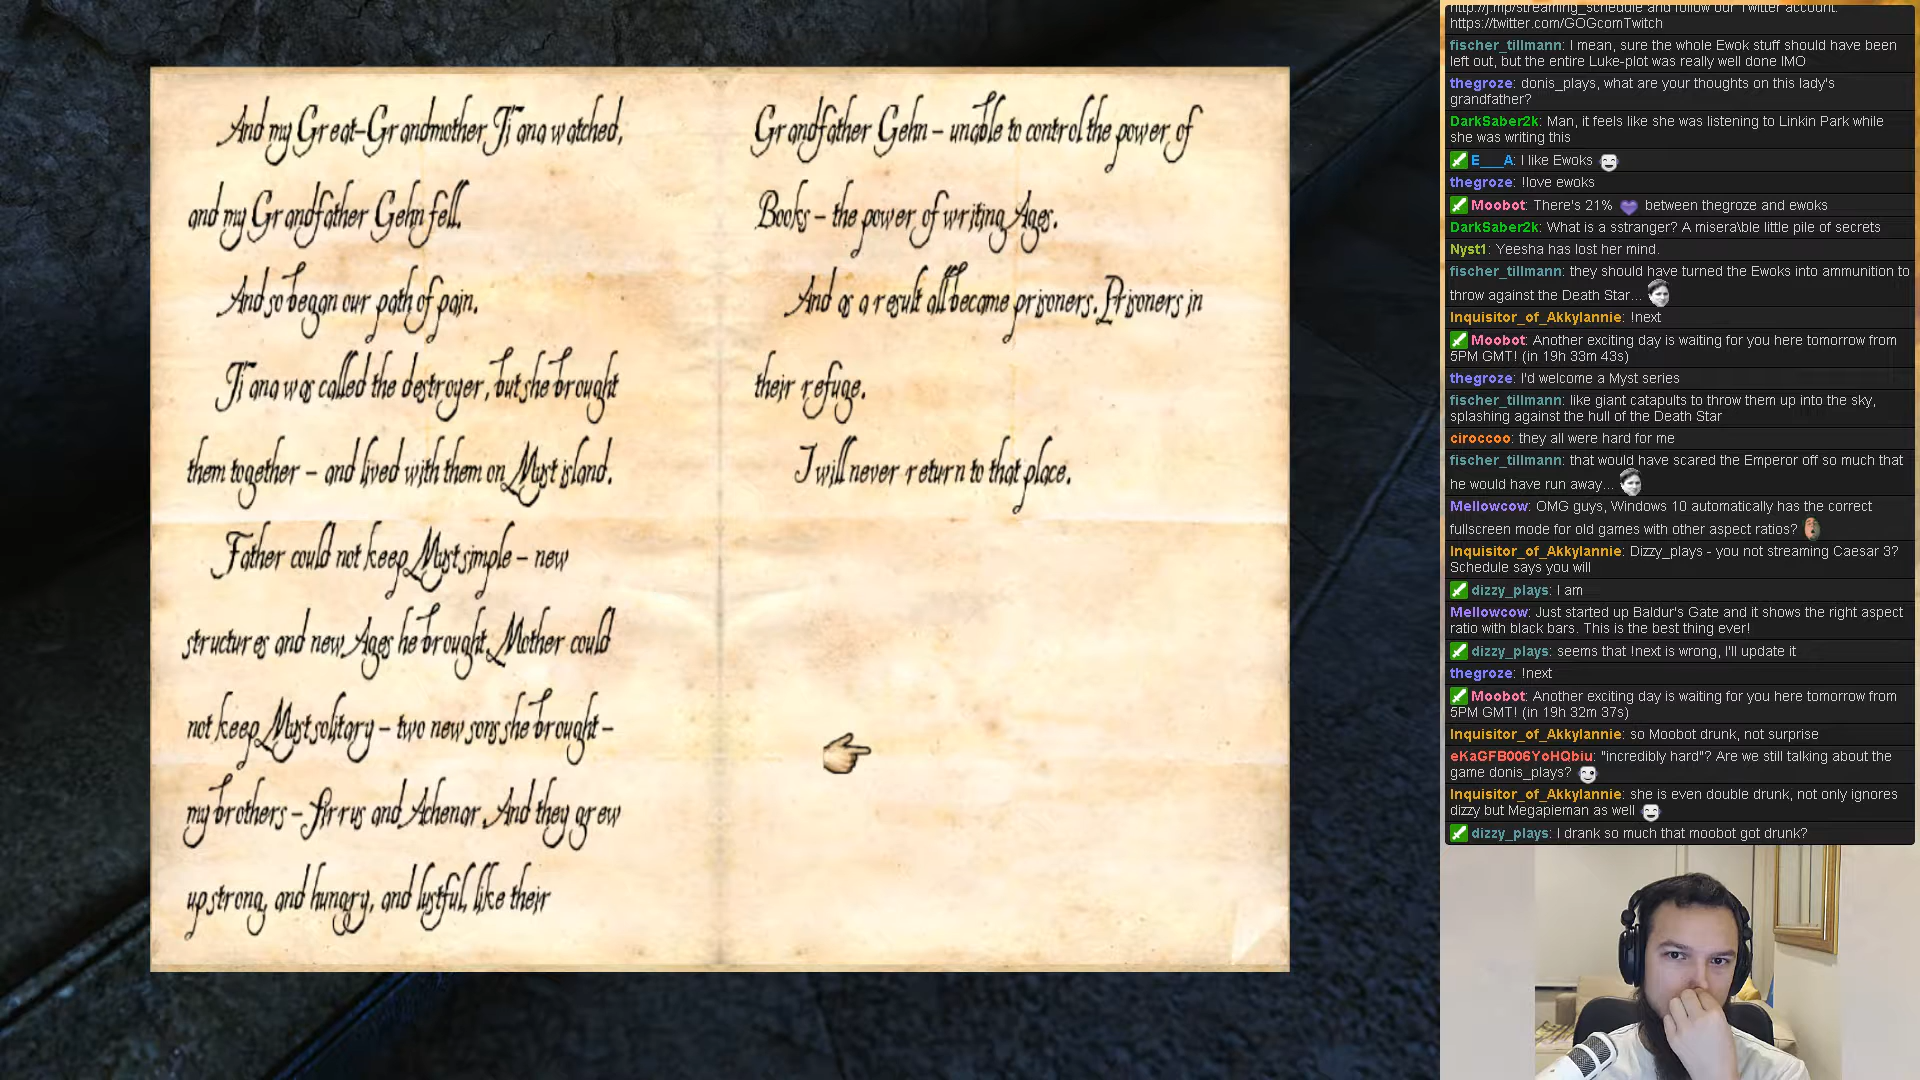 And my Great-Grandmother Ti'ana watched,
and my Grandfather Gehn fell.
And so began our path of pain.
Ti'ana was called the destroyer, but she brought
them together – and lived with them on Myst island.
Father could not keep Myst simple – new
structures and new Ages he brought. Mother could
not keep Myst solitary – two new sons she brought –
my brothers – Sirrus and Achenar. And they grew
up strong, and hungry, and lustful, like their
Grandfather Gehn – unable to control the power of
Books – the power of writing Ages.
And as a result all became prisoners. Prisoners in
their refuge.
I will never return to that place.
http://j.mp/streaming_schedule and follow our Twitter account:
https://twitter.com/GOGcomTwitch
fischer_tillmann: I mean, sure the whole Ewok stuff should have been
left out, but the entire Luke-plot was really well done IMO
thegroze: donis_plays, what are your thoughts on this lady's
grandfather?
DarkSaber2k: Man, it feels like she was listening to Linkin Park while
she was writing this
E___A: I like Ewoks
thegroze: !love ewoks
Moobot: There's 21% between thegroze and ewoks
DarkSaber2k: What is a sstranger? A misera\ble little pile of secrets
Nyst1: Yeesha has lost her mind.
fischer_tillmann: they should have turned the Ewoks into ammunition to
throw against the Death Star...
Inquisitor_of_Akkylannie: !next
Moobot: Another exciting day is waiting for you here tomorrow from
5PM GMT! (in 19h 33m 43s)
thegroze: I'd welcome a Myst series
fischer_tillmann: like giant catapults to throw them up into the sky,
splashing against the hull of the Death Star
ciroccoo: they all were hard for me
fischer_tillmann: that would have scared the Emperor off so much that
he would have run away...
Mellowcow: OMG guys, Windows 10 automatically has the correct
fullscreen mode for old games with other aspect ratios?
Inquisitor_of_Akkylannie: Dizzy_plays - you not streaming Caesar 3?
Schedule says you will
dizzy_plays: I am
Mellowcow: Just started up Baldur's Gate and it shows the right aspect
ratio with black bars. This is the best thing ever!
dizzy_plays: seems that !next is wrong, I'll update it
thegroze: !next
Moobot: Another exciting day is waiting for you here tomorrow from
5PM GMT! (in 19h 32m 37s)
Inquisitor_of_Akkylannie: so Moobot drunk, not surprise
eKaGFB006YoHQbiu: "incredibly hard"? Are we still talking about the
game donis_plays?
Inquisitor_of_Akkylannie: she is even double drunk, not only ignores
dizzy but Megapieman as well
dizzy_plays: I drank so much that moobot got drunk?